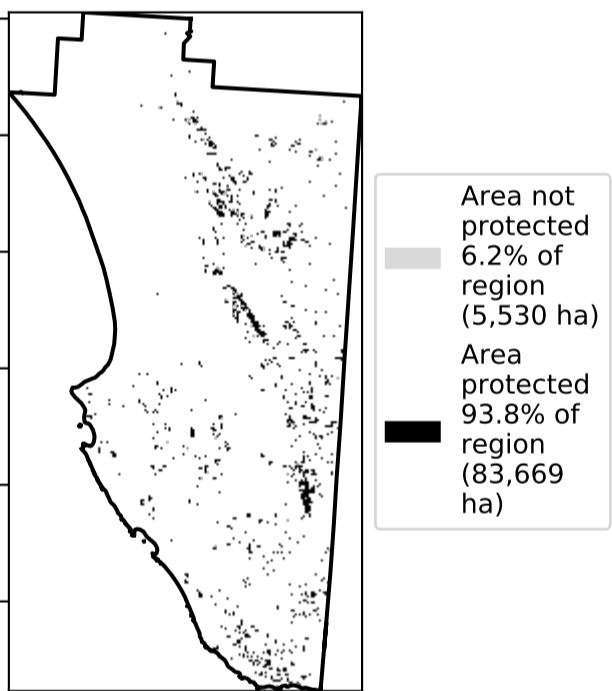 Area not
protected
6.2% of
region
(5,530 ha)
Area
protected
93.8% of
region
(83,669
ha)